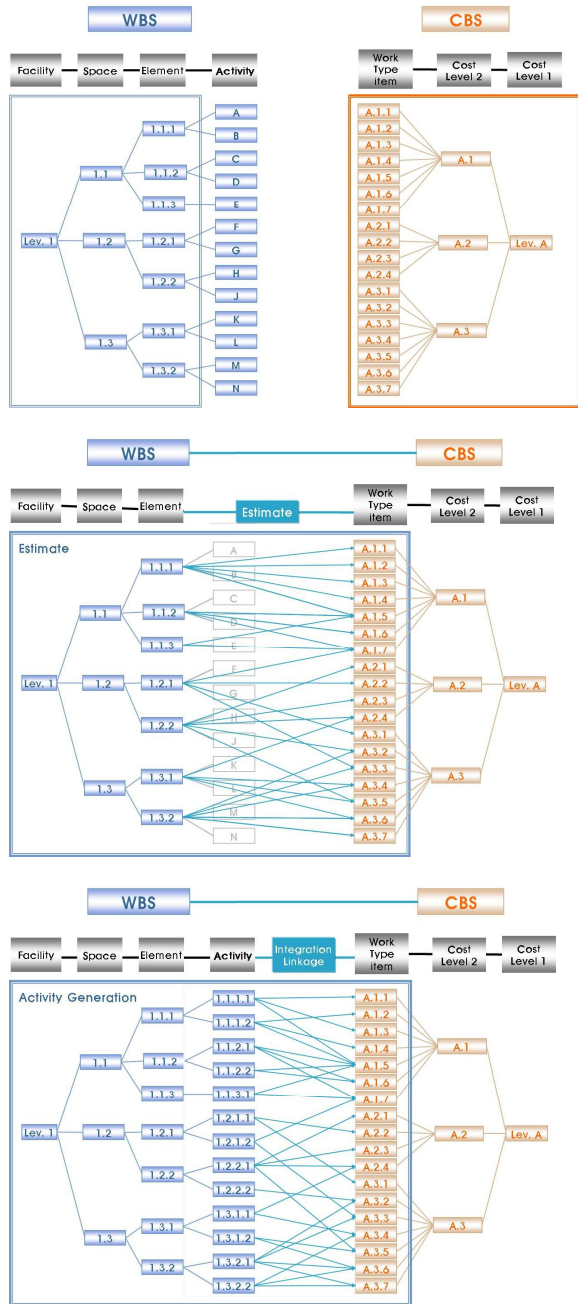 WBS
CBS
Facility
Space
Element
Activity
Work Type item
Cost Level 2
Cost Level 1
Lev. 1
1.1
1.2
1.3
1.1.1
1.1.2
1.1.3
1.2.1
1.2.2
1.3.1
1.3.2
A
B
C
D
E
F
G
H
J
K
L
M
N
A.1.1
A.1.2
A.1.3
A.1.4
A.1.5
A.1.6
A.1.7
A.2.1
A.2.2
A.2.3
A.2.4
A.3.1
A.3.2
A.3.3
A.3.4
A.3.5
A.3.6
A.3.7
A.1
A.2
A.3
Lev. A
WBS
CBS
Facility
Space
Element
Estimate
Work Type item
Cost Level 2
Cost Level 1
Estimate
Lev. 1
1.1
1.2
1.3
1.1.1
1.1.2
1.1.3
1.2.1
1.2.2
1.3.1
1.3.2
A
B
C
D
E
F
G
H
J
K
L
M
N
A.1.1
A.1.2
A.1.3
A.1.4
A.1.5
A.1.6
A.1.7
A.2.1
A.2.2
A.2.3
A.2.4
A.3.1
A.3.2
A.3.3
A.3.4
A.3.5
A.3.6
A.3.7
A.1
A.2
A.3
Lev. A
WBS
CBS
Facility
Space
Element
Activity
Integration Linkage
Work Type item
Cost Level 2
Cost Level 1
Activity Generation
Lev. 1
1.1
1.2
1.3
1.1.1
1.1.2
1.1.3
1.2.1
1.2.2
1.3.1
1.3.2
1.1.1.1
1.1.1.2
1.1.2.1
1.1.2.2
1.1.3.1
1.2.1.1
1.2.1.2
1.2.2.1
1.2.2.2
1.3.1.1
1.3.1.2
1.3.2.1
1.3.2.2
A.1.1
A.1.2
A.1.3
A.1.4
A.1.5
A.1.6
A.1.7
A.2.1
A.2.2
A.2.3
A.2.4
A.3.1
A.3.2
A.3.3
A.3.4
A.3.5
A.3.6
A.3.7
A.1
A.2
A.3
Lev. A